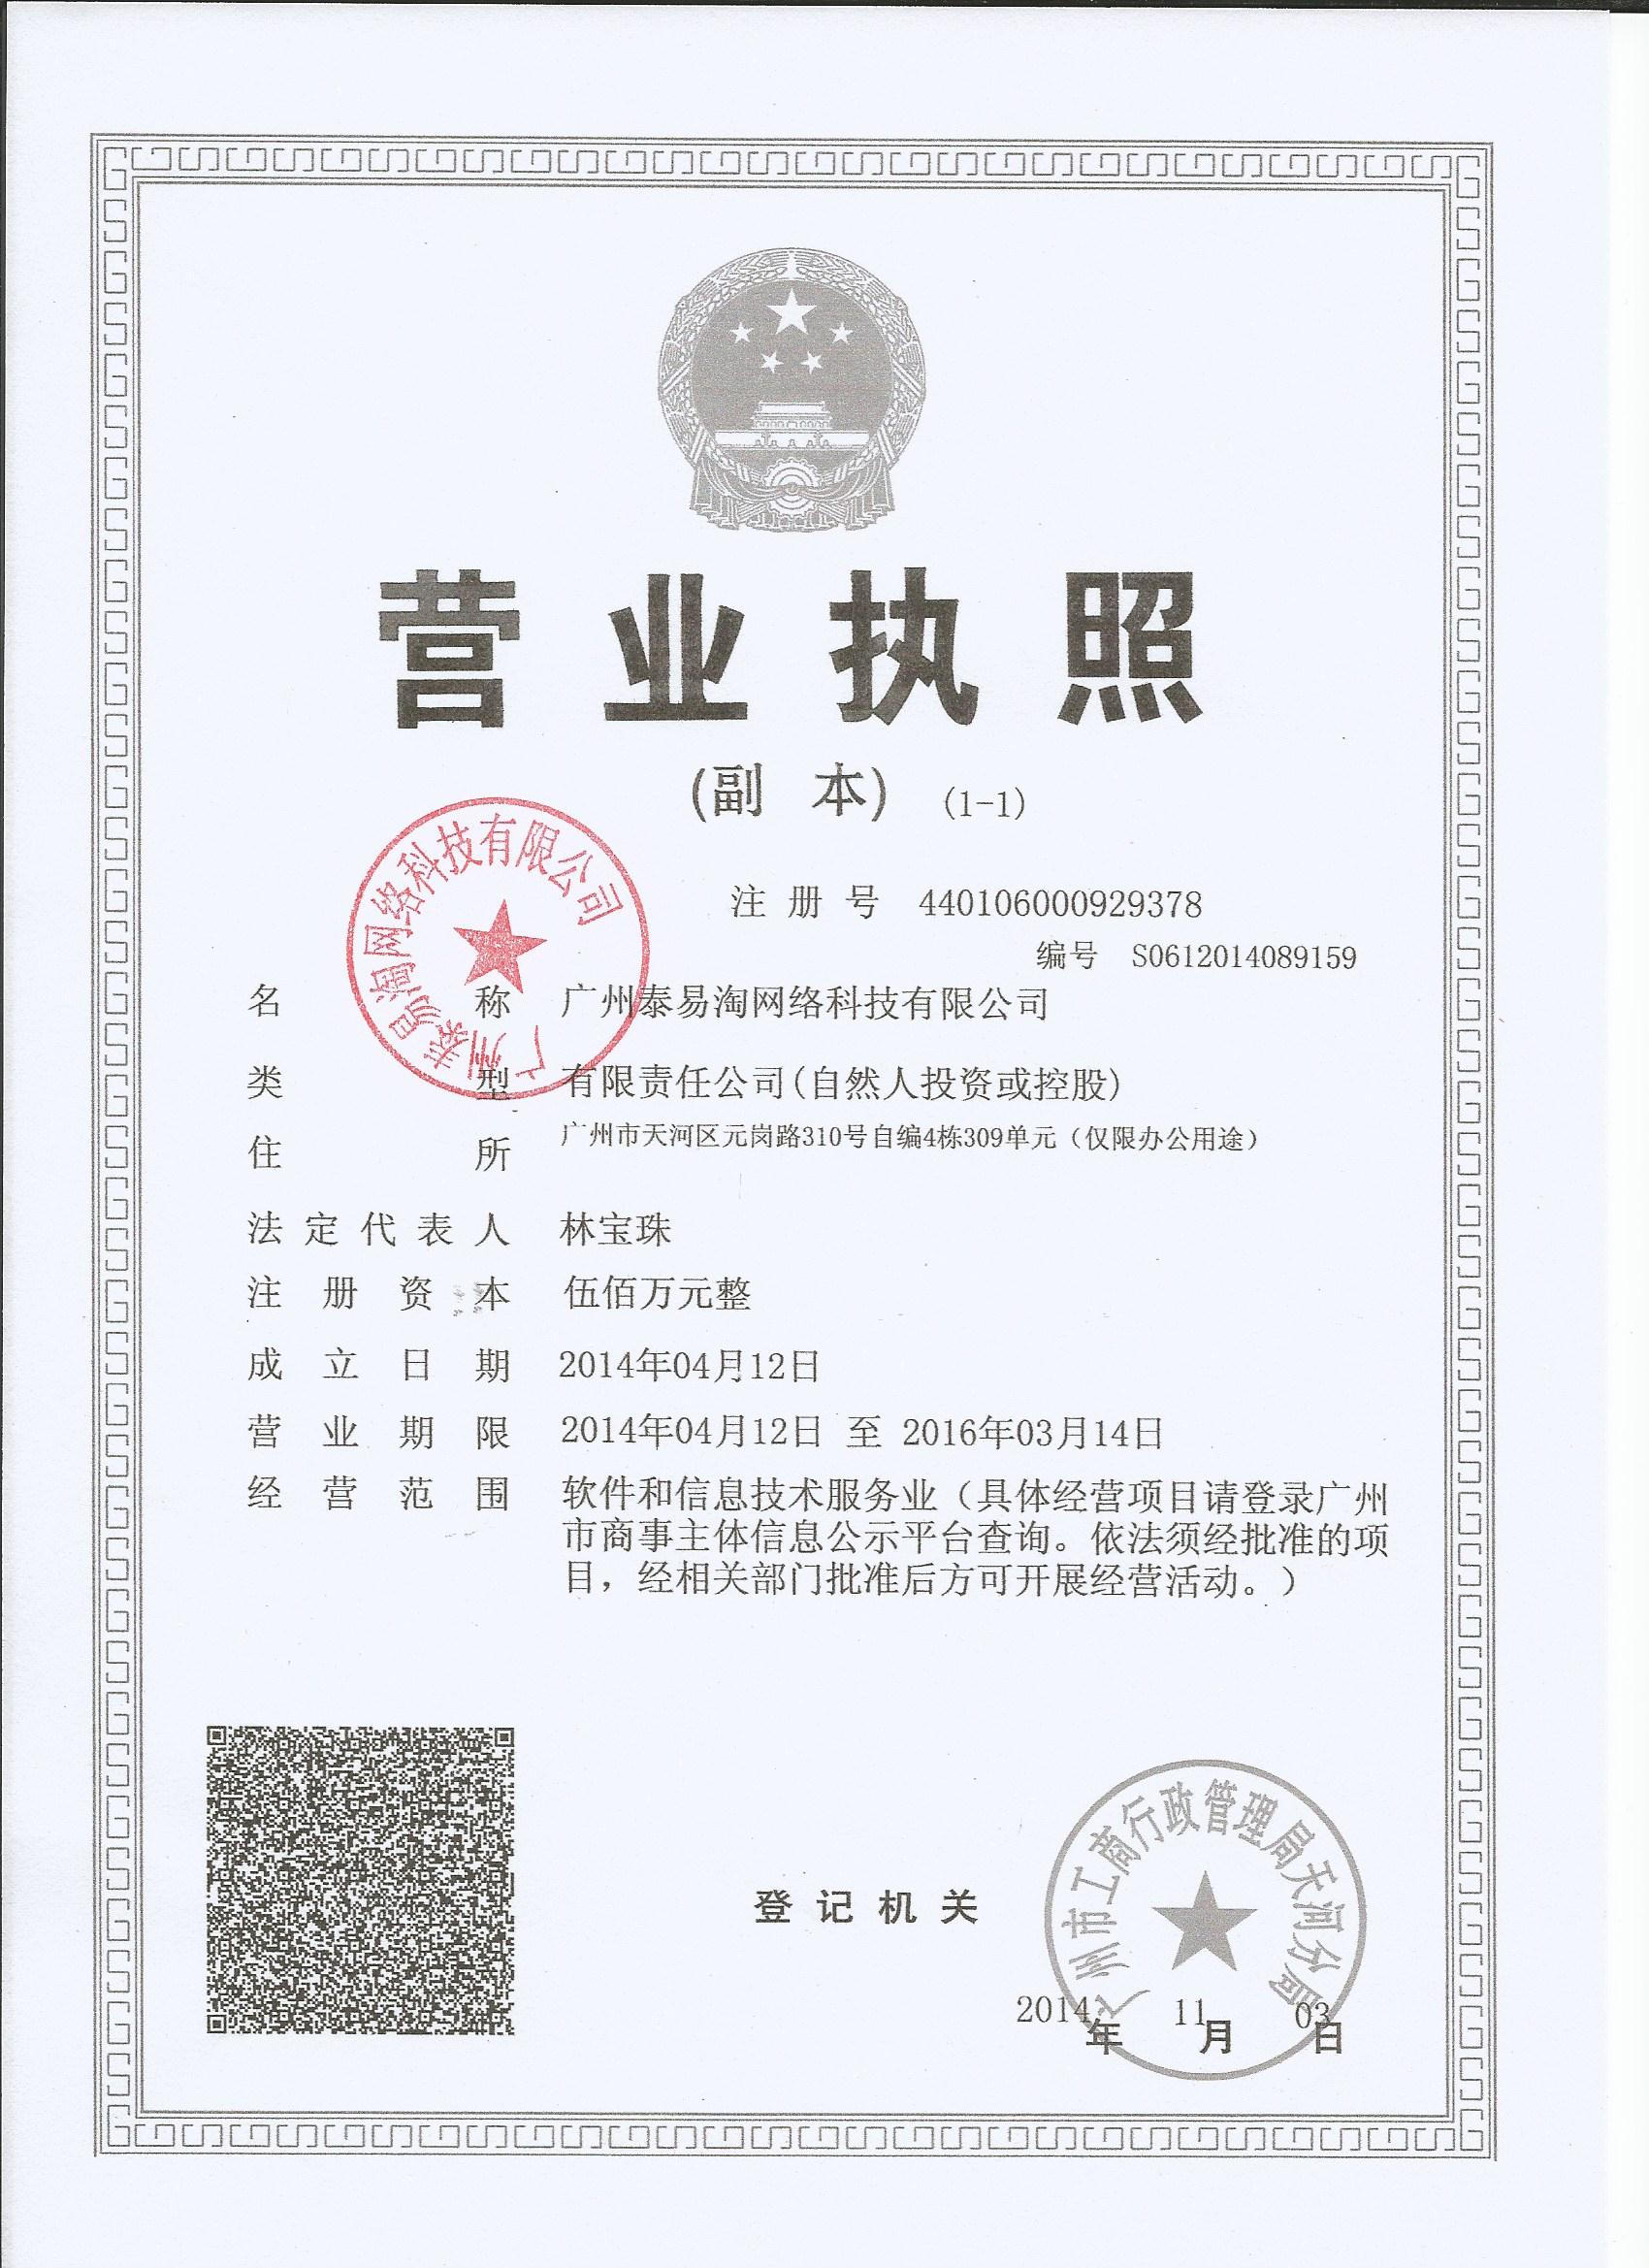 营业执照
(副 本) (1-1)
广州泰易淘网络科技有限公司
注 册 号 440106000929378
编号 S0612014089159
名 称 广州泰易淘网络科技有限公司
类 型 有限责任公司(自然人投资或控股)
住 所 广州市天河区元岗路310号自编4栋309单元（仅限办公用途）
法定代表人 林宝珠
注册资本 伍佰万元整
成立日期 2014年04月12日
营业期限 2014年04月12日 至 2016年03月14日
经营范围 软件和信息技术服务业（具体经营项目请登录广州
市商事主体信息公示平台查询。依法须经批准的项
目，经相关部门批准后方可开展经营活动。）
登记机关
广州市工商行政管理局天河分局
2014年 11月 03日